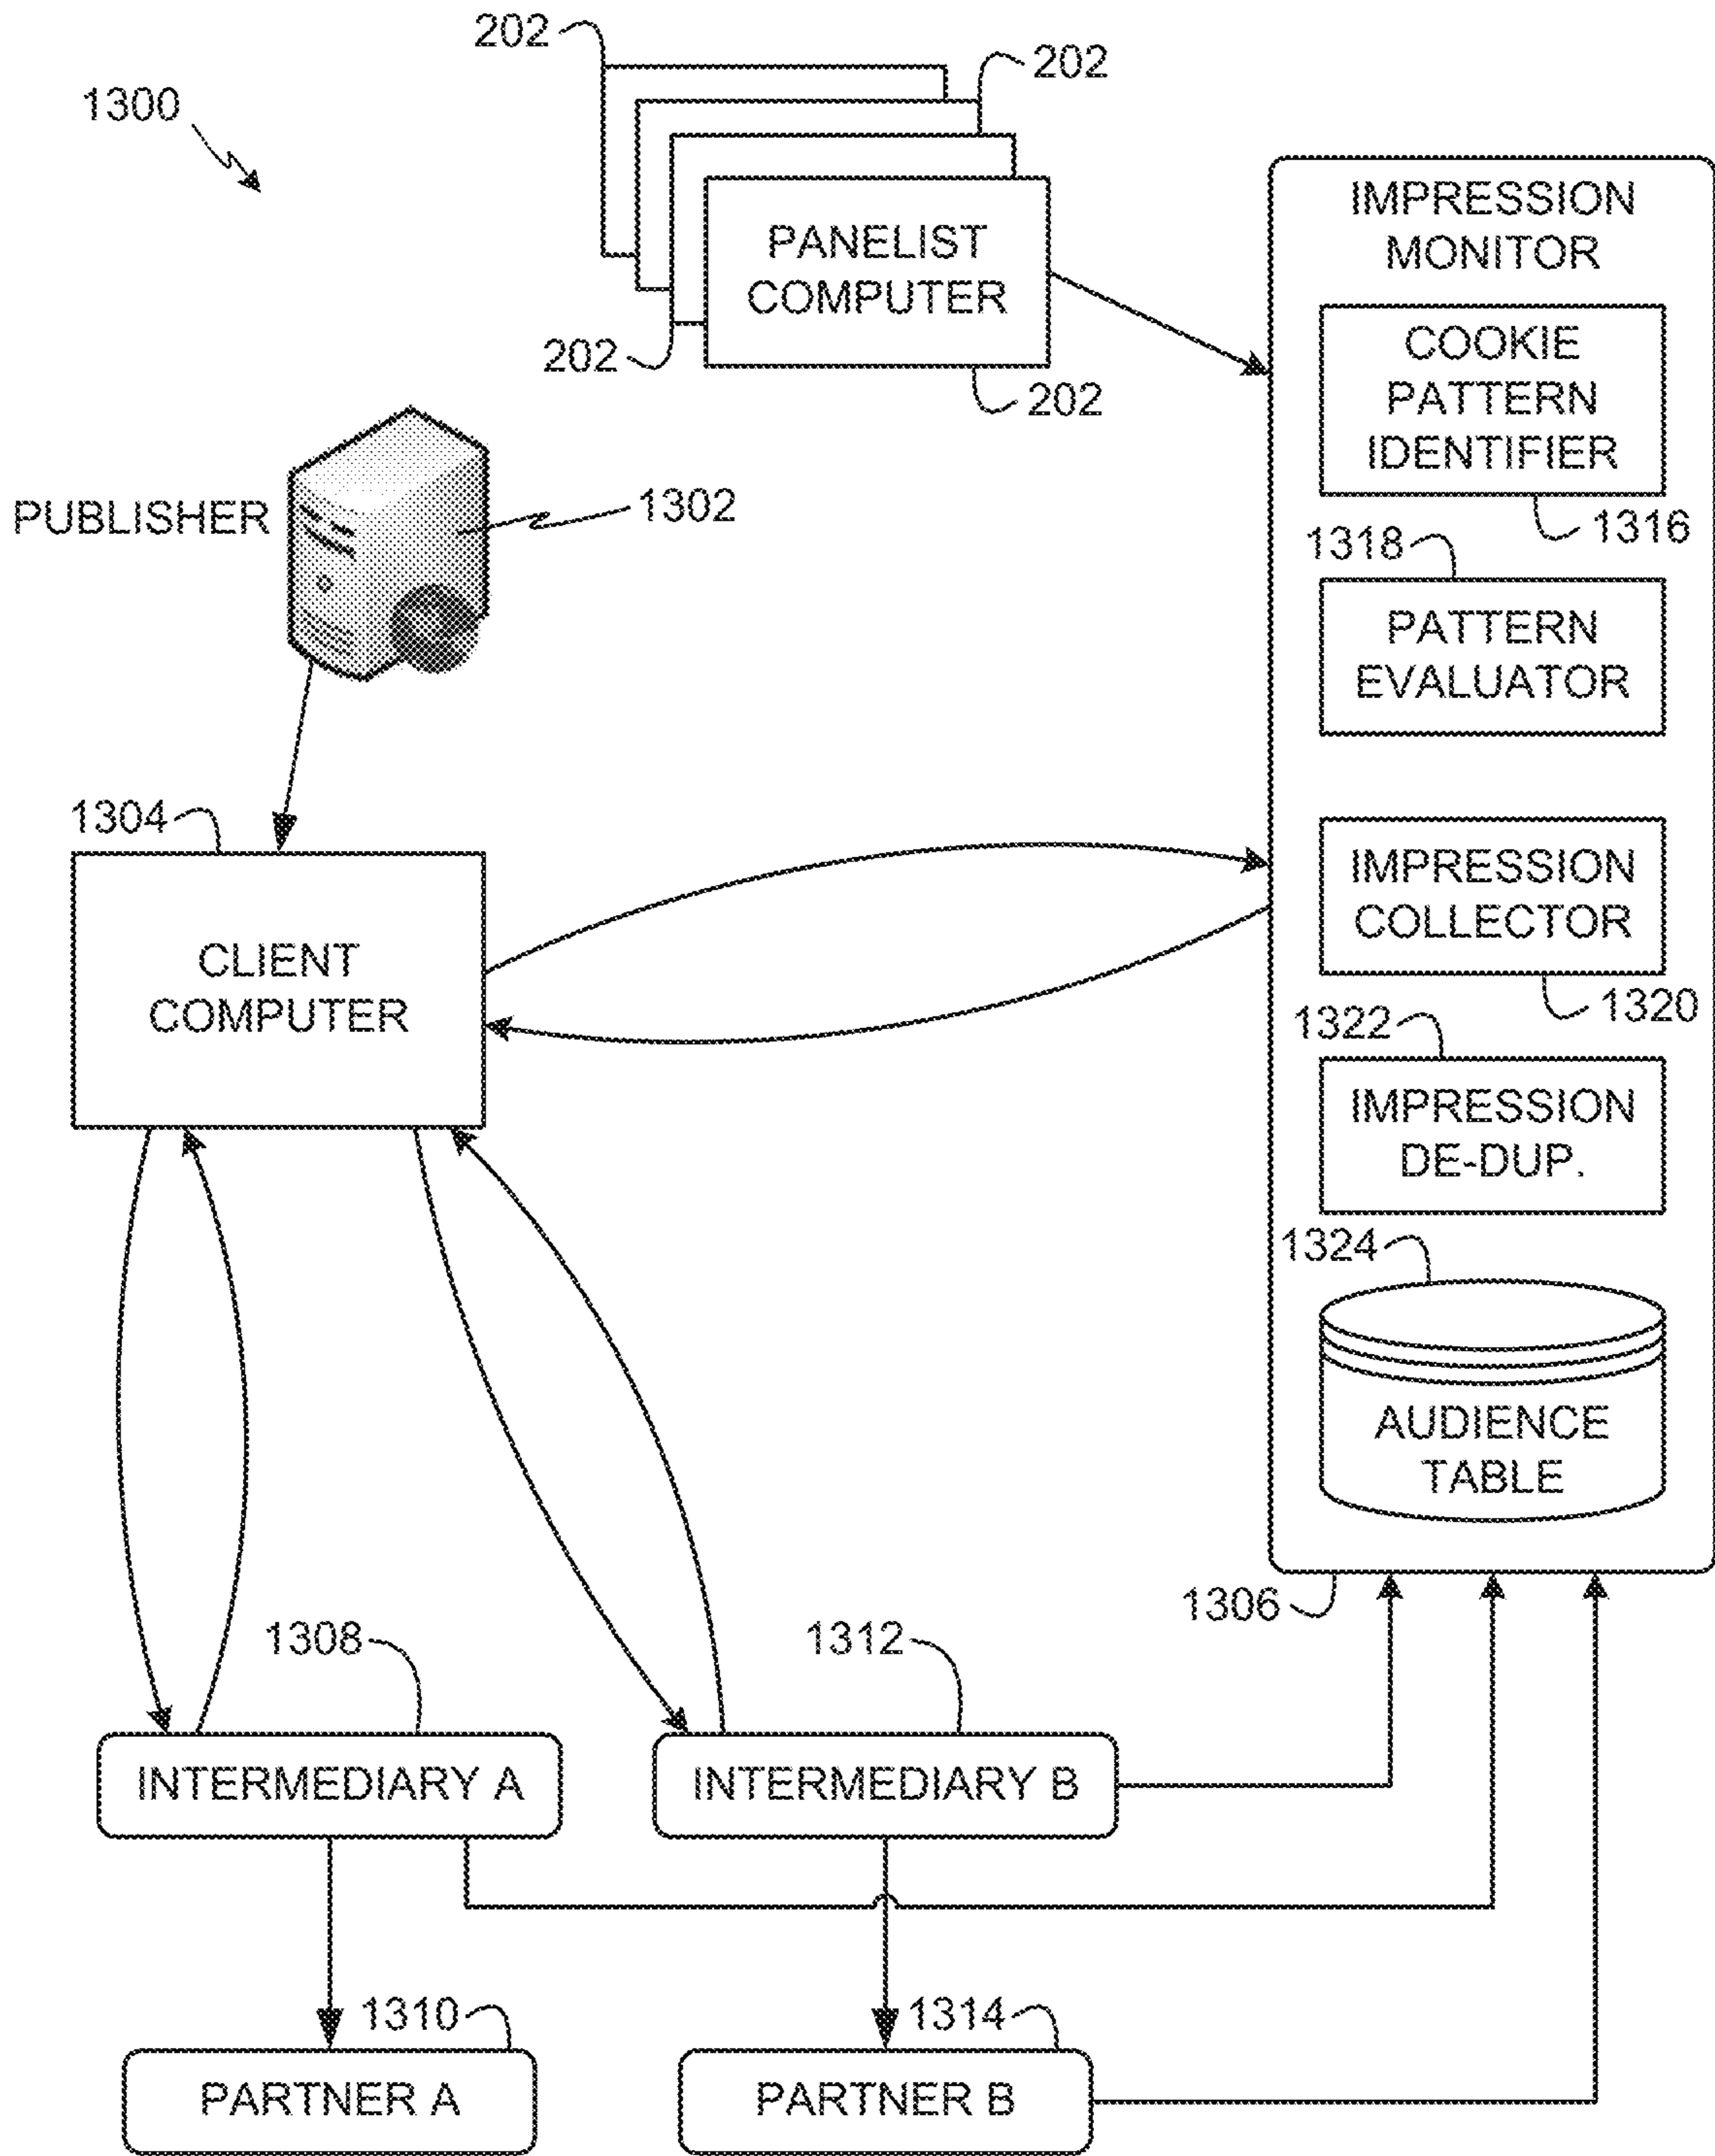 202
202
1300
PANELIST
COMPUTER
202
202
IMPRESSION
MONITOR
COOKIE
PATTERN
IDENTIFIER
1316
PUBLISHER
1302
1318
PATTERN
EVALUATOR
1304
CLIENT
COMPUTER
IMPRESSION
COLLECTOR
1320
1322
IMPRESSION
DE-DUP.
1324
AUDIENCE
TABLE
1306
1308
1312
INTERMEDIARY A
INTERMEDIARY B
1310
1314
PARTNER A
PARTNER B